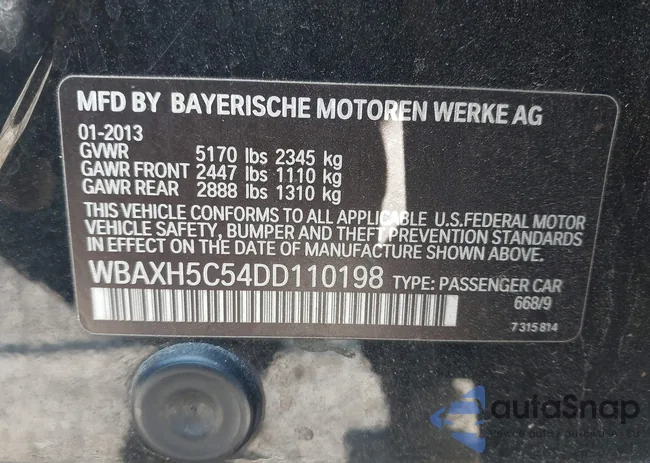 MFD BY BAYERISCHE MOTOREN WERKE AG
01-2013
GVWR 5170 lbs 2345 kg
GAWR FRONT 2447 lbs 1110 kg
GAWR REAR 2888 lbs 1310 kg
THIS VEHICLE CONFORMS TO ALL APPLICABLE U.S.FEDERAL MOTOR
VEHICLE SAFETY, BUMPER AND THEFT PREVENTION STANDARDS IN
EFFECT ON THE DATE OF MANUFACTURE SHOWN ABOVE.
WBAXH5C54DD110198 TYPE: PASSENGER CAR
668/9
7 315 814
autoSnap
www.autosnap.eu